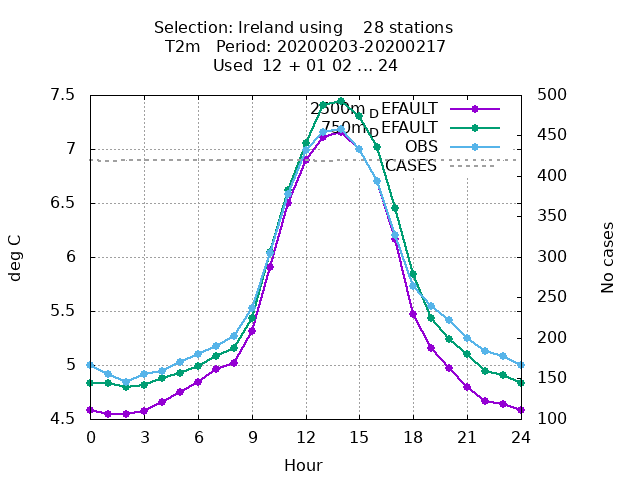 Selection: Ireland using    28 stations
T2m   Period: 20200203-20200217
Used  12 + 01 02 ... 24
7.5
7
6.5
6
5.5
5
4.5
deg C
500
450
400
350
300
250
200
150
100
No cases
2500m_DEFAULT
750m_DEFAULT
OBS
CASES
0 3 6 9 12 15 18 21 24
Hour